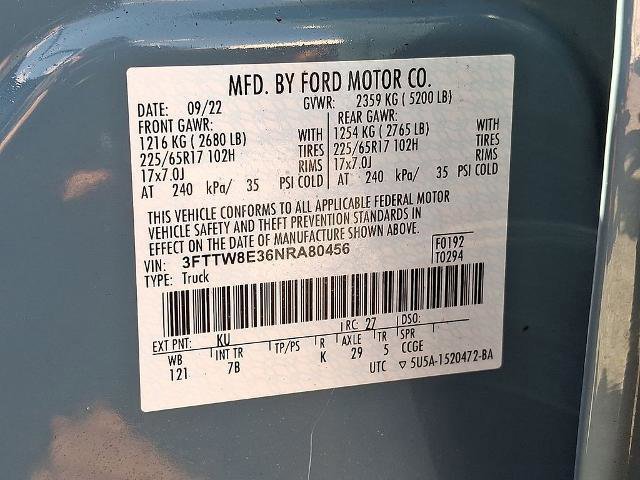 MFD. BY FORD MOTOR CO.
DATE: 09/22 GVWR: 2359 KG ( 5200 LB)
FRONT GAWR: REAR GAWR:
1216 KG ( 2680 LB) WITH 1254 KG ( 2765 LB) WITH
225/65R17 102H TIRES 225/65R17 102H TIRES
17x7.0J RIMS 17x7.0J RIMS
AT 240 kPa/ 35 PSI COLD AT 240 kPa/ 35 PSI COLD
THIS VEHICLE CONFORMS TO ALL APPLICABLE FEDERAL MOTOR
VEHICLE SAFETY AND THEFT PREVENTION STANDARDS IN
EFFECT ON THE DATE OF MANUFACTURE SHOWN ABOVE.
VIN: 3FTTW8E36NRA80456 F0192
TYPE: Truck T0294
EXT PNT: KU RC: 27 DSO:
WB INT TR TP/PS R AXLE TR SPR
121 7B K 29 5 CCGE
UTC ▽ 5U5A-1520472-BA